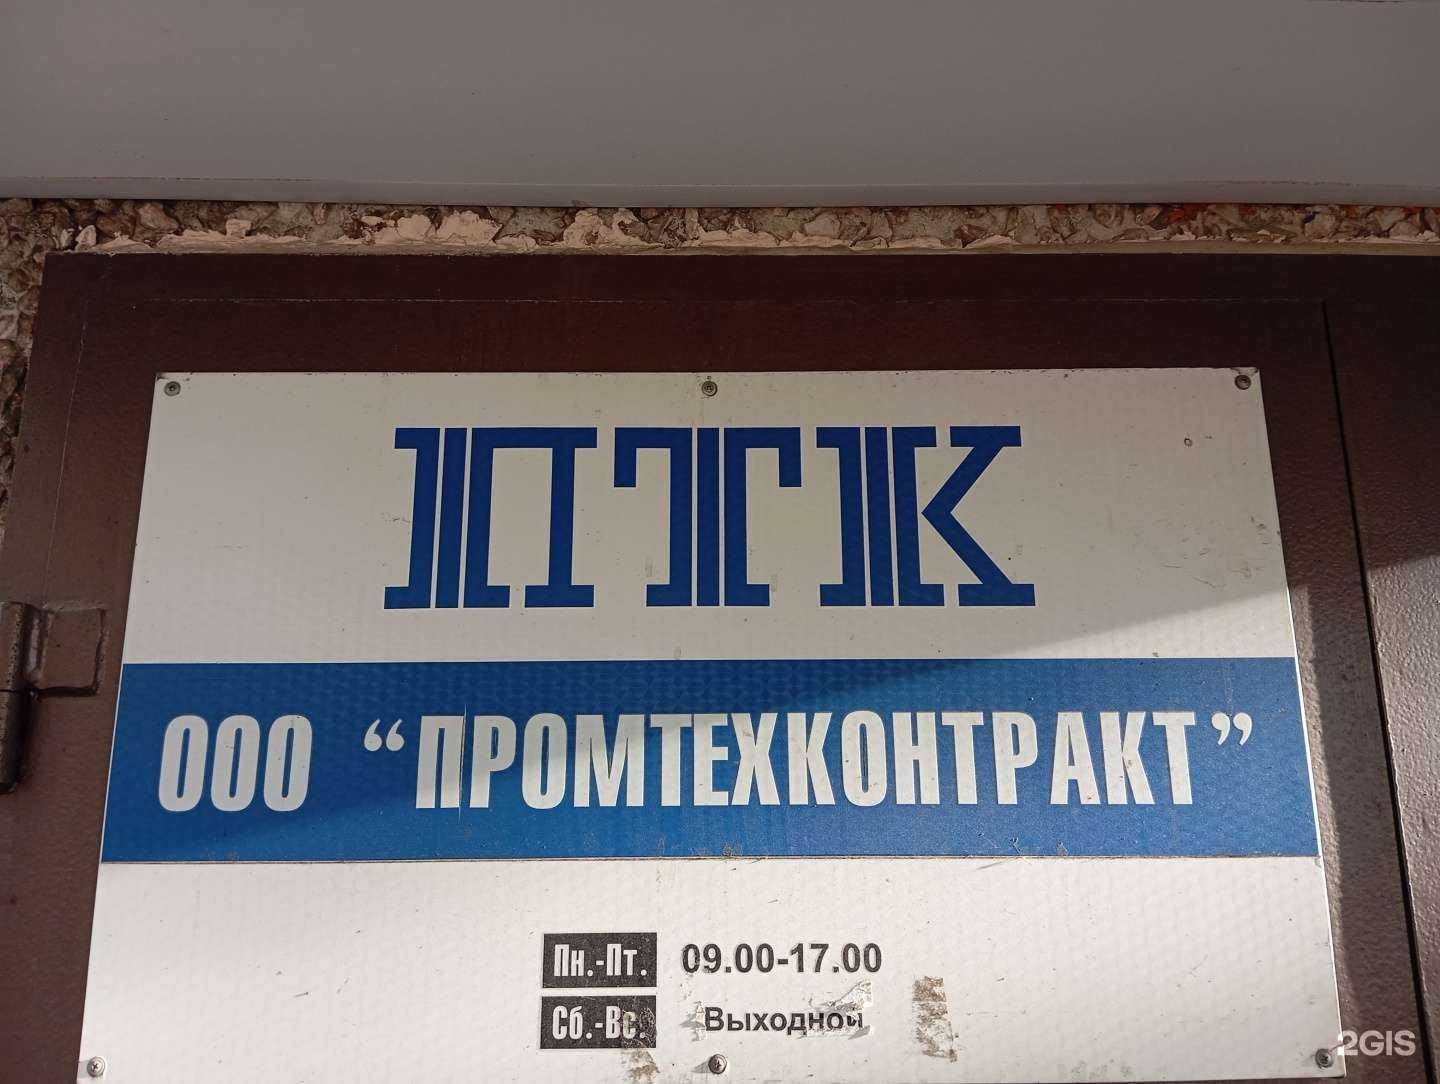 ПТК
ООО “ПРОМТЕХКОНТРАКТ”
Пн.-Пт. 09.00-17.00
Сб.-Вс. Выходной
2GIS